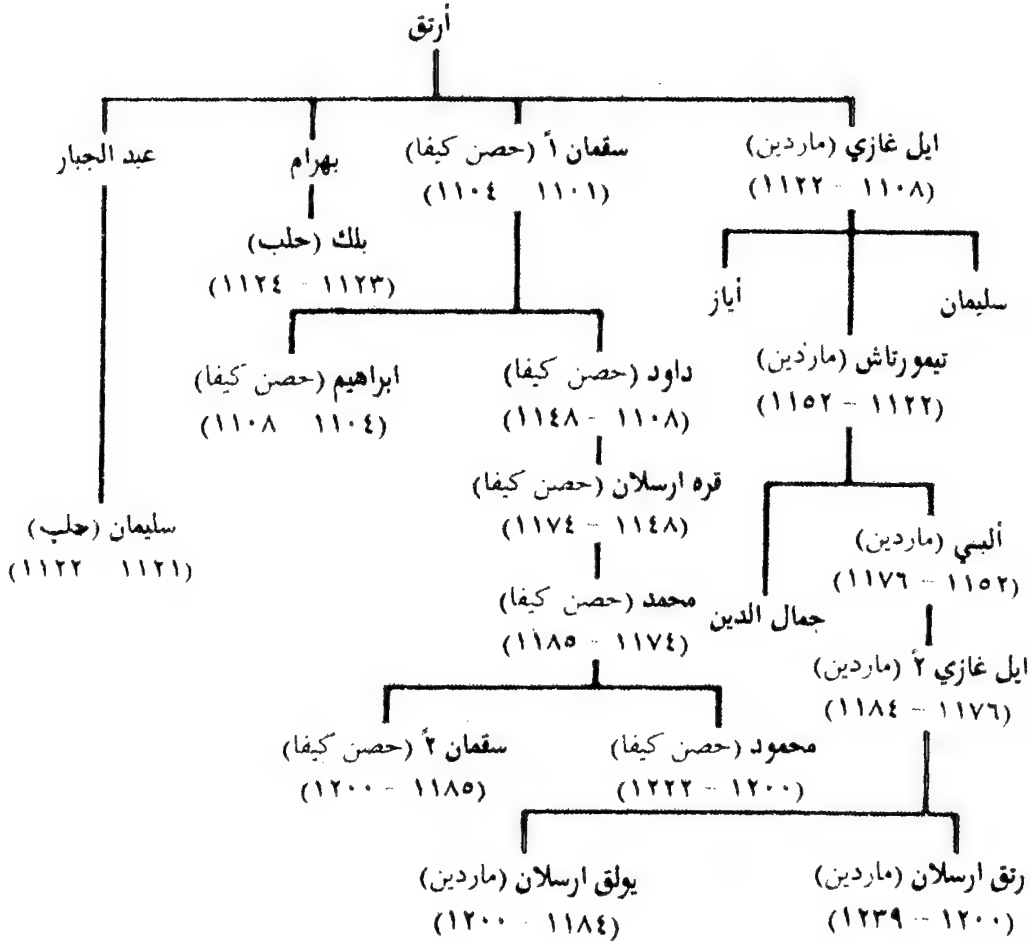 أرتق
ايل غازي (ماردين)
(١١٠٨ - ١١٢٢)
سقمان ١ً (حصن كيفا)
(١١٠١ ١١٠٤)
بهرام
عبد الجبار
بلك (حلب)
(١١٢٣ - ١١٢٤)
سليمان
أياز
تيمورتاش (ماردين)
(١١٢٢ - ١١٥٢)
داود (حصن كيفا)
(١١٠٨ - ١١٤٨)
ابراهيم (حصن كيفا)
(١١٠٤ ١١٠٨)
قره ارسلان (حصن كيفا)
(١١٤٨ - ١١٧٤)
سليمان (حلب)
(١١٢١ ١١٢٢)
ألبسي (ماردين)
(١١٥٢ - ١١٧٦)
جمال الدين
محمد (حصن كيفا)
(١١٧٤ - ١١٨٥)
ايل غازي ٢ً (ماردين)
(١١٧٦ - ١١٨٤)
محمود (حصن كيفا)
(١٢٠٠ - ١٢٢٢)
سقمان ٢ً (حصن كيفا)
(١١٨٥ - ١٢٠٠)
رتق ارسلان (ماردين)
(١٢٠٠ - ١٢٣٩)
يولق ارسلان (ماردين)
(١١٨٤ - ١٢٠٠)